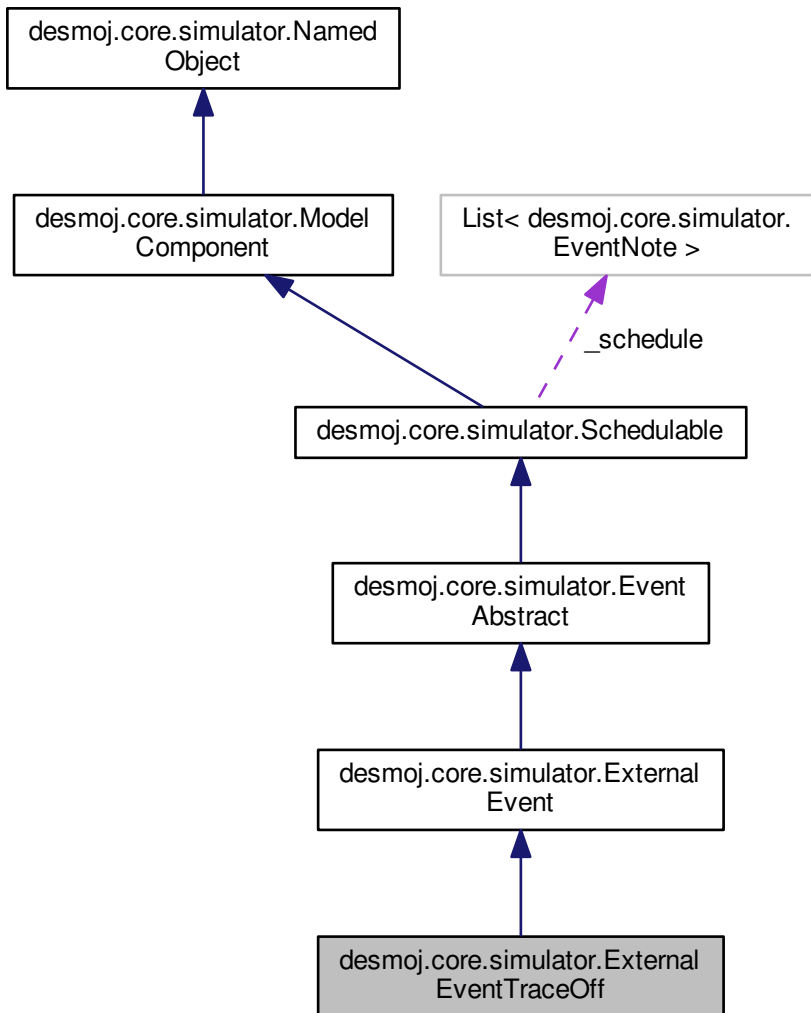 desmoj.core.simulator.Named
Object
desmoj.core.simulator.Model
Component
List< desmoj.core.simulator.
EventNote >
_schedule
desmoj.core.simulator.Schedulable
desmoj.core.simulator.Event
Abstract
desmoj.core.simulator.External
Event
desmoj.core.simulator.External
EventTraceOff